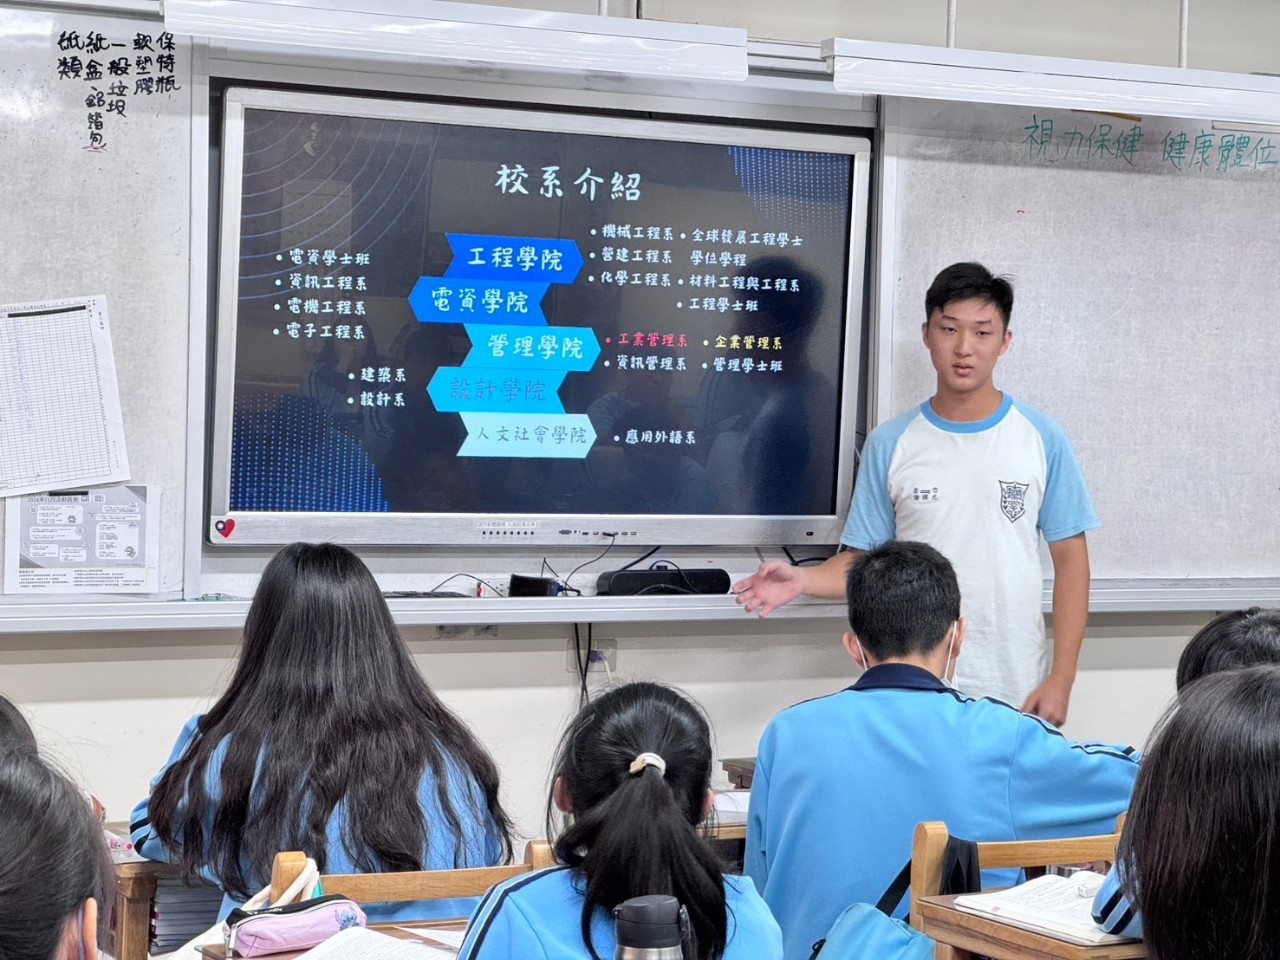 保特瓶
軟塑膠
一般垃圾
紙盒、鋁箔包
紙類
視力保健 健康體位
校系介紹
工程學院
電資學院
管理學院
設計學院
人文社會學院
• 電資學士班
• 資訊工程系
• 電機工程系
• 電子工程系
• 機械工程系
• 營建工程系
• 化學工程系
• 全球發展工程學士
學位學程
• 材料工程與工程系
• 工程學士班
• 工業管理系
• 資訊管理系
• 企業管理系
• 管理學士班
• 建築系
• 設計系
• 應用外語系